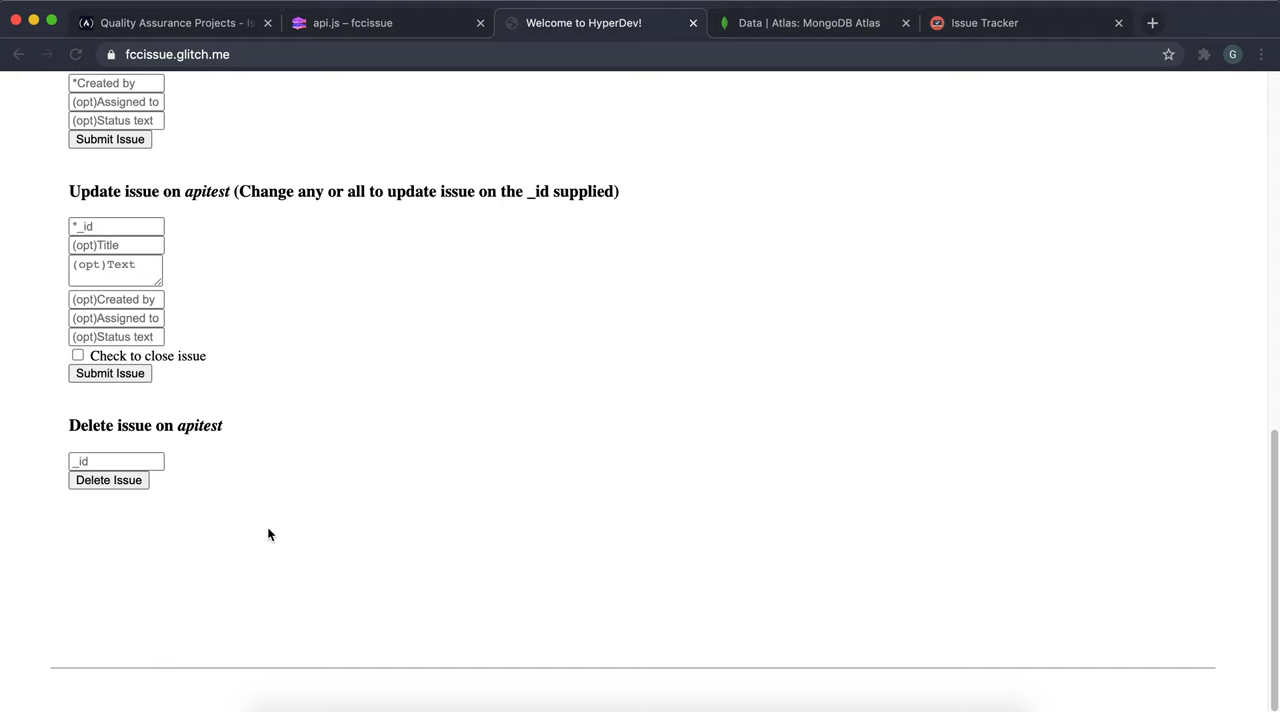 Quality Assurance Projects - Is
api.js – fccissue
Welcome to HyperDev!
Data | Atlas: MongoDB Atlas
Issue Tracker
fccissue.glitch.me
G
*Created by
(opt)Assigned to
(opt)Status text
Submit Issue
Update issue on apitest (Change any or all to update issue on the _id supplied)
*_id
(opt)Title
(opt)Text
(opt)Created by
(opt)Assigned to
(opt)Status text
Check to close issue
Submit Issue
Delete issue on apitest
_id
Delete Issue